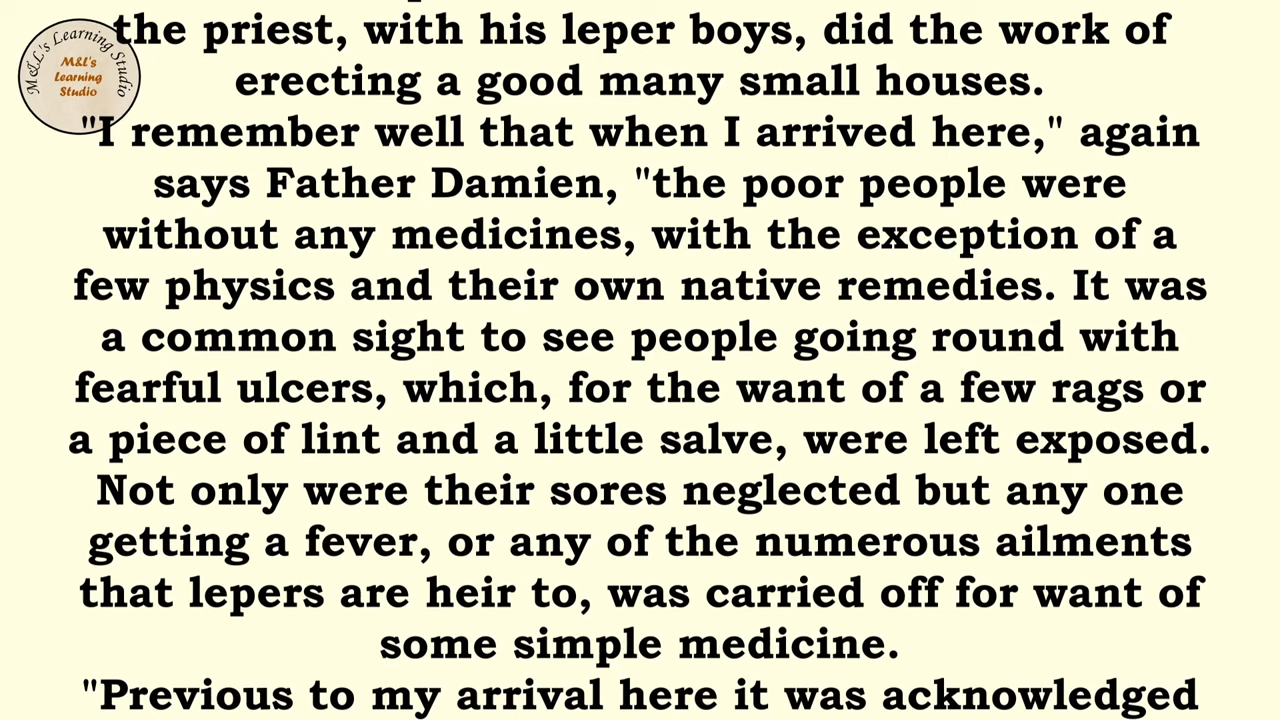 M&L's Learning Studio
M&L's
Learning
Studio
the priest, with his leper boys, did the work of
erecting a good many small houses.
"I remember well that when I arrived here," again
says Father Damien, "the poor people were
without any medicines, with the exception of a
few physics and their own native remedies. It was
a common sight to see people going round with
fearful ulcers, which, for the want of a few rags or
a piece of lint and a little salve, were left exposed.
Not only were their sores neglected but any one
getting a fever, or any of the numerous ailments
that lepers are heir to, was carried off for want of
some simple medicine.
"Previous to my arrival here it was acknowledged